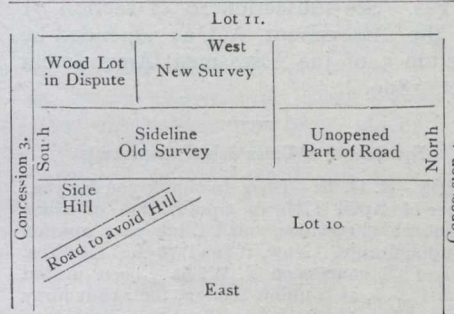 Lot 11.
West
Wood Lot
in Dispute
New Survey
Concession 3.
South
Sideline
Old Survey
Unopened
Part of Road
North
Side
Hill
Road to avoid Hill
Lot 10
East